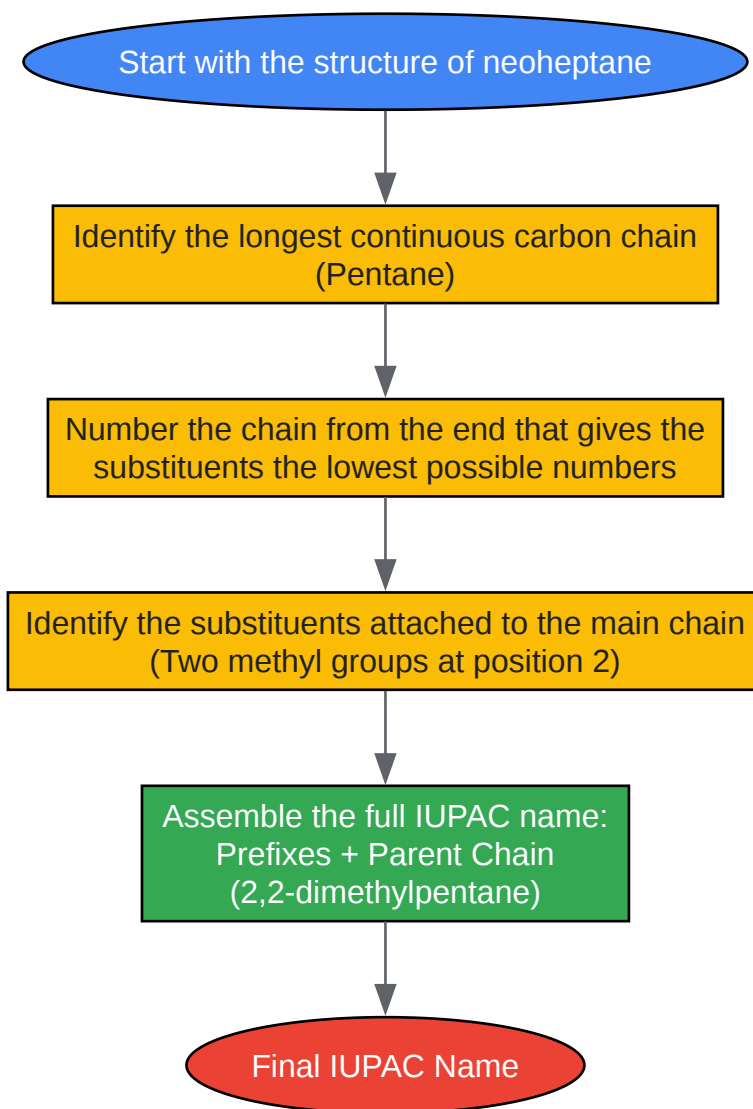 Start with the structure of neoheptane
Identify the longest continuous carbon chain
(Pentane)
Number the chain from the end that gives the
substituents the lowest possible numbers
Identify the substituents attached to the main chain
(Two methyl groups at position 2)
Assemble the full IUPAC name:
Prefixes + Parent Chain
(2,2-dimethylpentane)
Final IUPAC Name